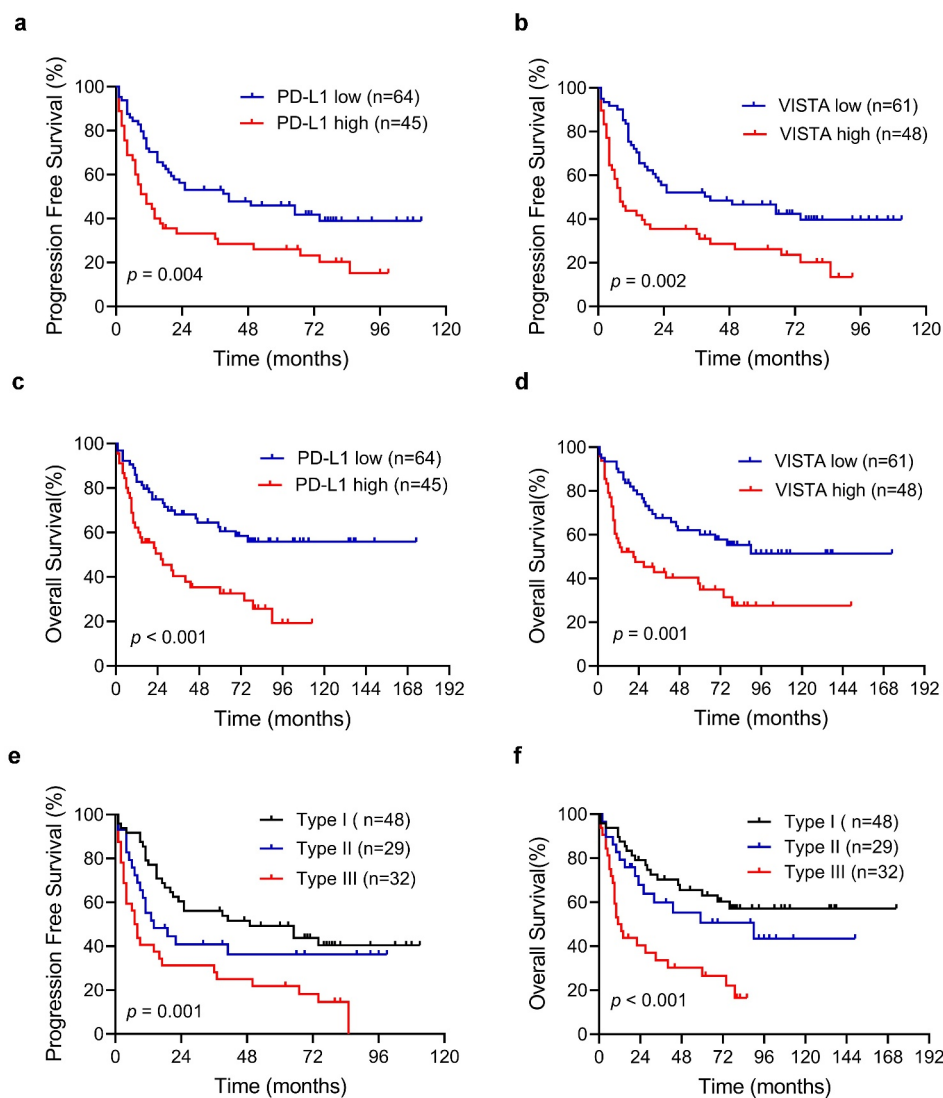 a
Progression Free Survival (%)
100
80
60
40
20
0
PD-L1 low (n=64)
PD-L1 high (n=45)
p = 0.004
0 24 48 72 96 120
Time (months)
b
Progression Free Survival (%)
100
80
60
40
20
0
VISTA low (n=61)
VISTA high (n=48)
p = 0.002
0 24 48 72 96 120
Time (months)
c
Overall Survival(%)
100
80
60
40
20
0
PD-L1 low (n=64)
PD-L1 high (n=45)
p < 0.001
0 24 48 72 96 120 144 168 192
Time (months)
d
Overall Survival(%)
100
80
60
40
20
0
VISTA low (n=61)
VISTA high (n=48)
p = 0.001
0 24 48 72 96 120 144 168 192
Time (months)
e
Progression Free Survival (%)
100
80
60
40
20
0
Type I ( n=48)
Type II (n=29)
Type III (n=32)
p = 0.001
0 24 48 72 96 120
Time (months)
f
Overall Survival(%)
100
80
60
40
20
0
Type I ( n=48)
Type II (n=29)
Type III (n=32)
p < 0.001
0 24 48 72 96 120 144 168 192
Time (months)